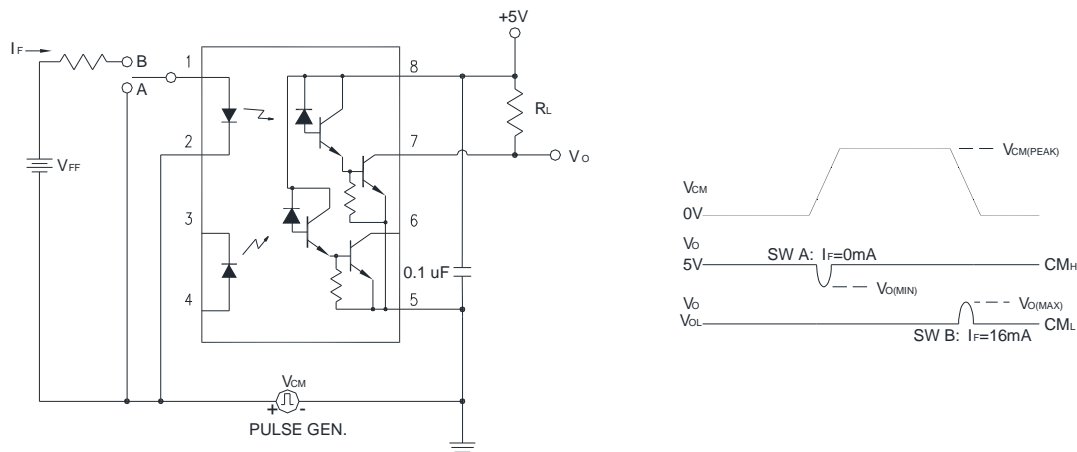 +5V
IF
B
A
1
8
RL
2
7
VO
VFF
3
6
0.1 uF
4
5
VCM
+ -
PULSE GEN.
VCM(PEAK)
VCM
0V
VO
5V
SW A: IF=0mA
CMH
VO(MIN)
VO
VOL
VO(MAX)
CML
SW B: IF=16mA